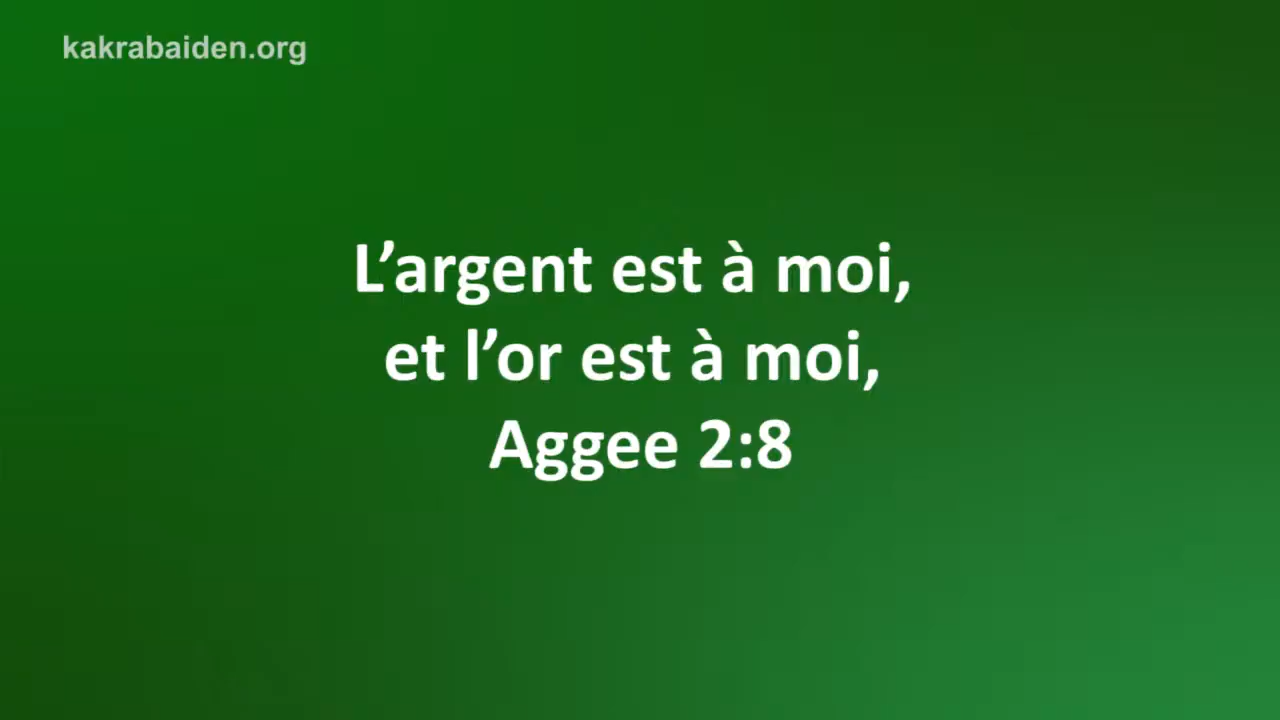 kakrabaiden.org
L’argent est à moi,
et l’or est à moi,
Aggee 2:8